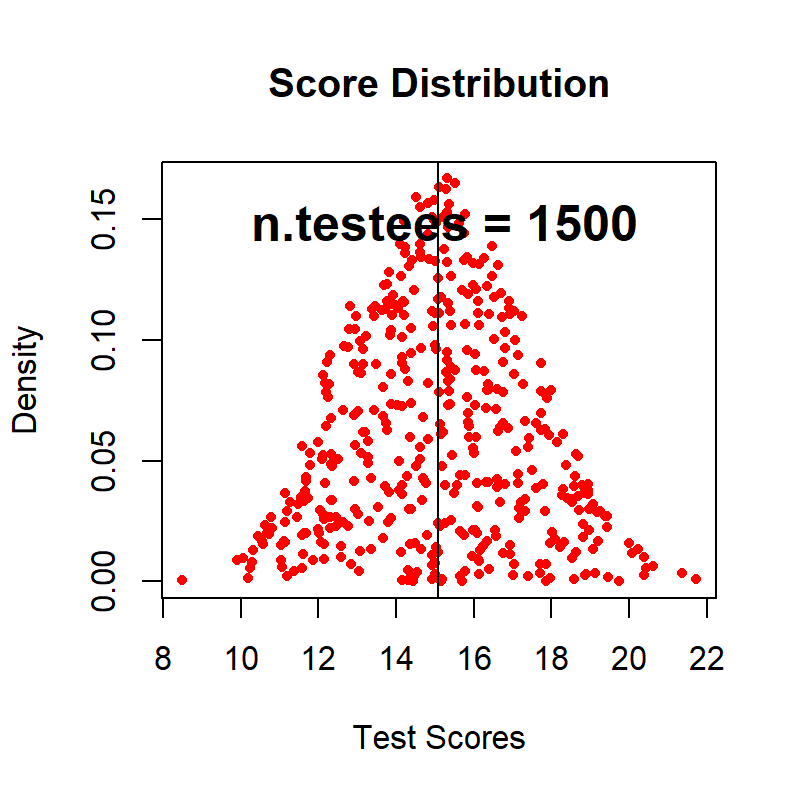 Score Distribution
n.testees = 1500
Density
0.15
0.10
0.05
0.00
8 10 12 14 16 18 20 22
Test Scores